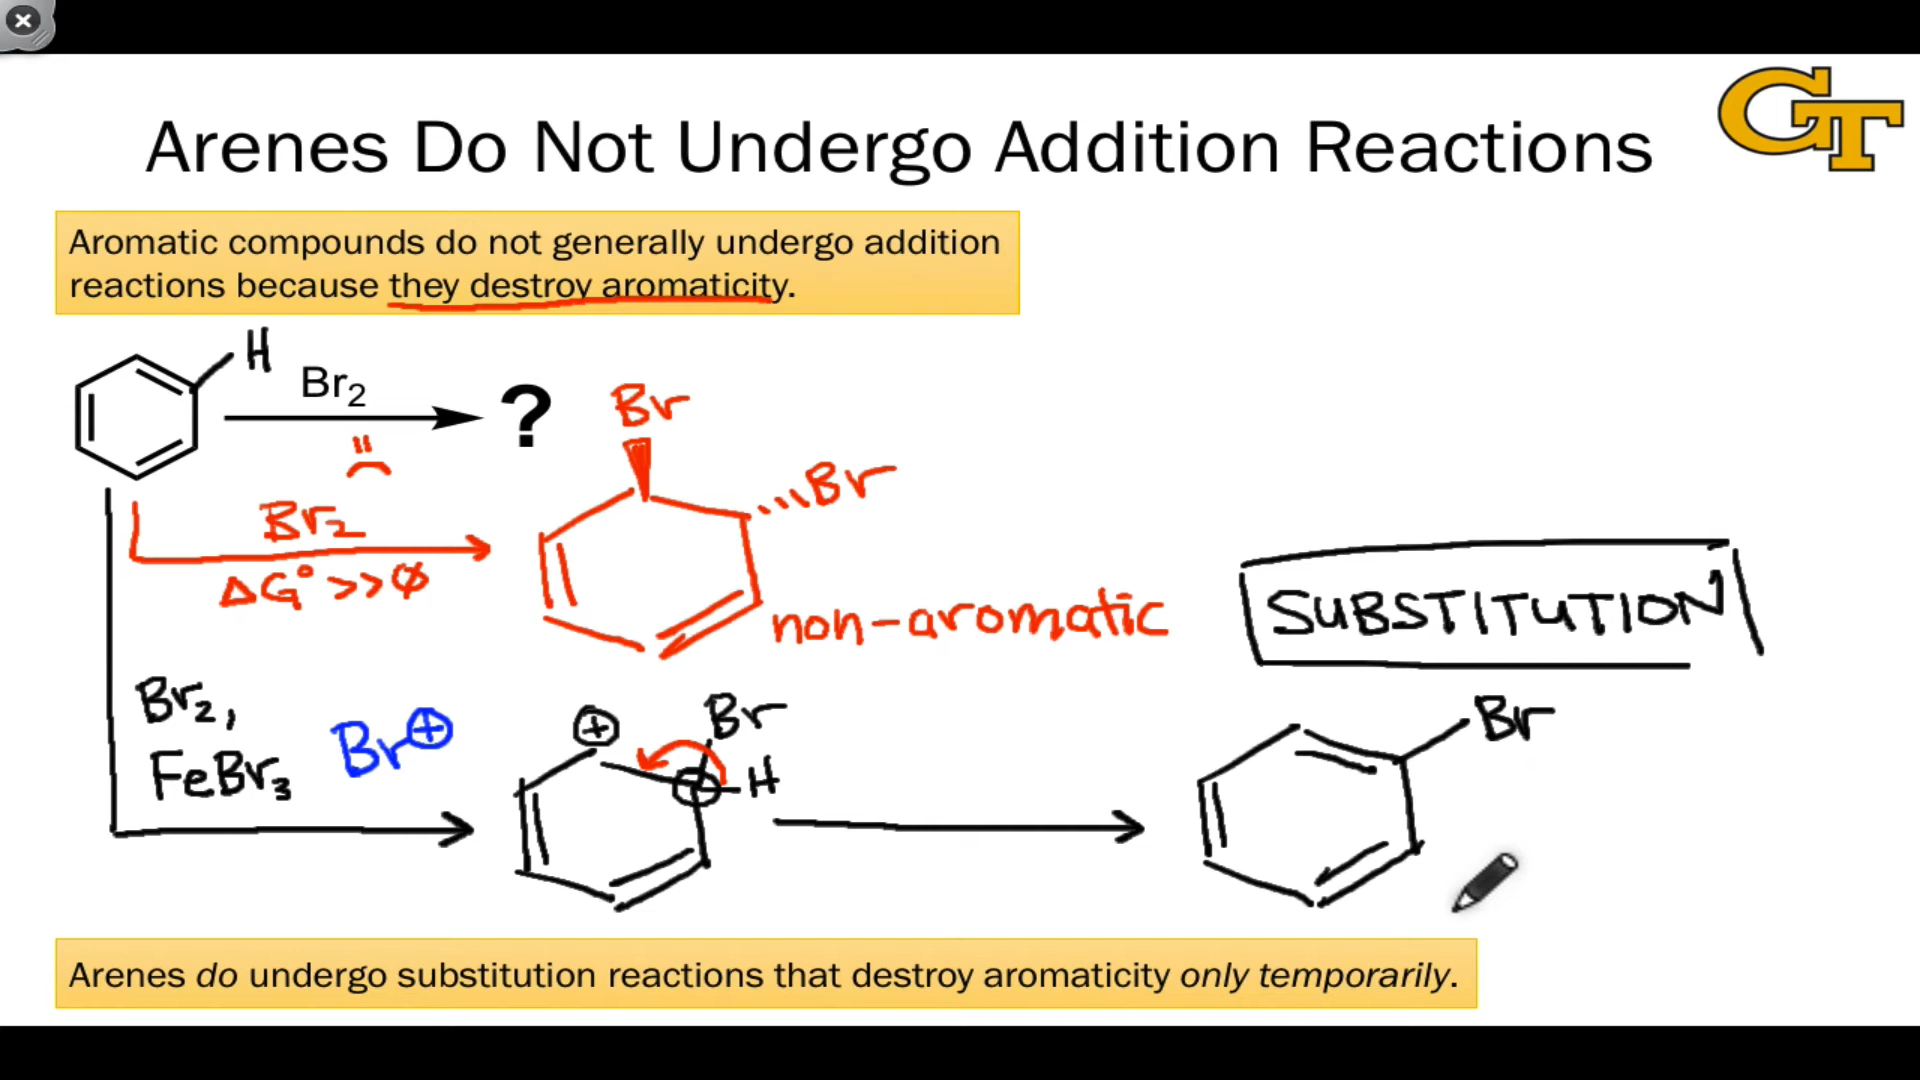 GT
Arenes Do Not Undergo Addition Reactions
Aromatic compounds do not generally undergo addition
reactions because they destroy aromaticity.
H
Br₂
?
Br
Br
Br₂
ΔG° >> 0
non-aromatic
SUBSTITUTION
Br₂,
FeBr₃
Br⊕
⊕
Br
H
Br
Arenes do undergo substitution reactions that destroy aromaticity only temporarily.